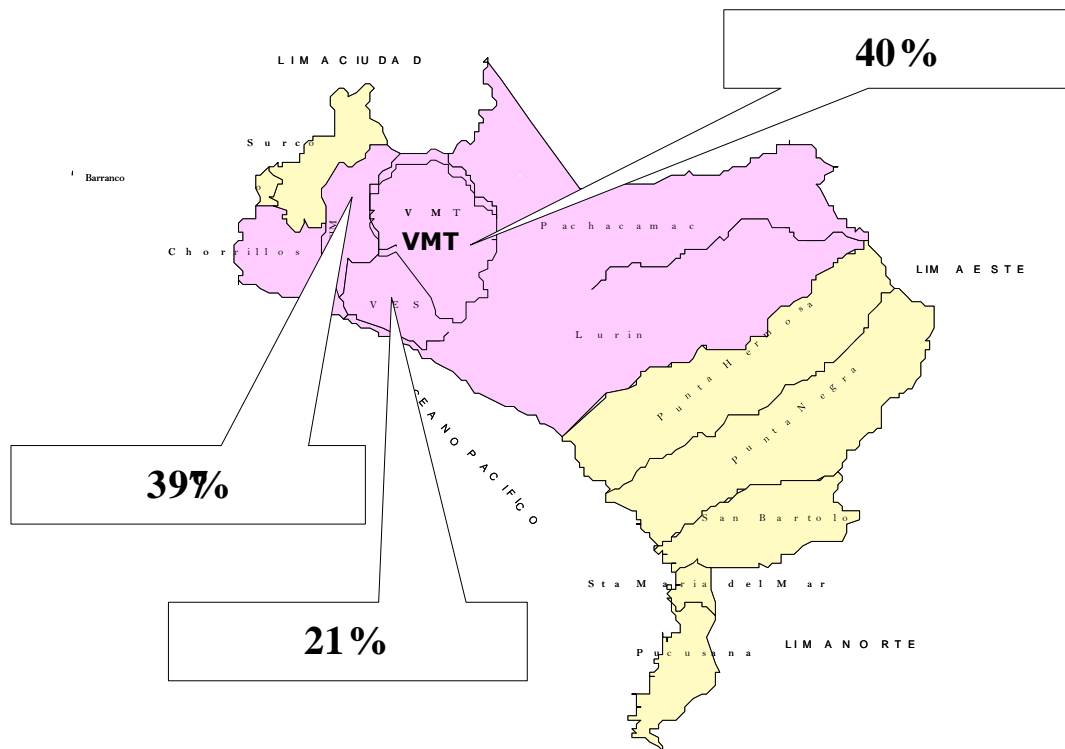 40%
LIMA CIUDAD
Surco
Barranco
VMT
VMT
Pachacamac
Chorrillos
LIMA ESTE
VES
Lurin
Punta Hermosa
Punta Negra
OCEANO PACIFICO
39%
San Bartolo
Sta Maria del Mar
21%
Pucusana
LIMA NORTE